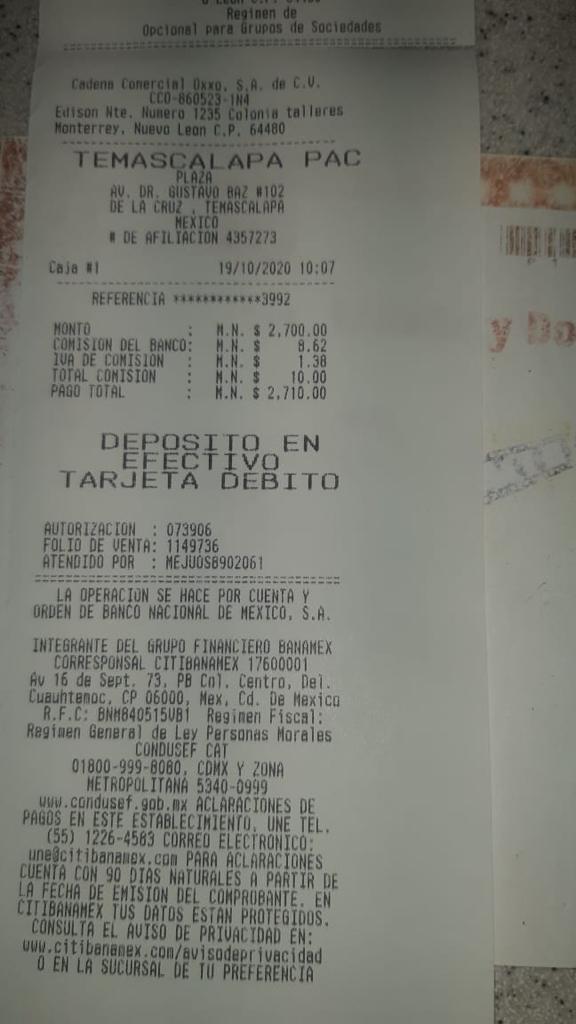 Regimen de
Opcional para Grupos de Sociedades
Cadena Comercial Oxxo, S.A. de C.V.
CCO-860523-1N4
Edison Nte. Numero 1235 Colonia talleres
Monterrey, Nuevo Leon C.P. 64480
TEMASCALAPA PAC
PLAZA
AV. DR. GUSTAVO BAZ #102
DE LA CRUZ , TEMASCALAPA
MEXICO
# DE AFILIACION 4357273
Caja #1 19/10/2020 10:07
REFERENCIA ************3992
MONTO : M.N. $ 2,700.00
COMISION DEL BANCO: M.N. $ 8.62
IVA DE COMISION : M.N. $ 1.38
TOTAL COMISION : M.N. $ 10.00
PAGO TOTAL : M.N. $ 2,710.00
DEPOSITO EN
EFECTIVO
TARJETA DEBITO
AUTORIZACION : 073906
FOLIO DE VENTA: 1149736
ATENDIDO POR : MEJUOS8902061
LA OPERACION SE HACE POR CUENTA Y
ORDEN DE BANCO NACIONAL DE MEXICO, S.A.
INTEGRANTE DEL GRUPO FINANCIERO BANAMEX
CORRESPONSAL CITIBANAMEX 17600001
Av 16 de Sept. 73, PB Col. Centro, Del.
Cuauhtemoc, CP 06000, Mex, Cd. De Mexico
R.F.C: BNM840515VB1 Regimen Fiscal:
Regimen General de Ley Personas Morales
CONDUSEF CAT
01800-999-8080, CDMX Y ZONA
METROPOLITANA 5340-0999
www.condusef.gob.mx ACLARACIONES DE
PAGOS EN ESTE ESTABLECIMIENTO, UNE TEL.
(55) 1226-4583 CORREO ELECTRONICO:
une@citibanamex.com PARA ACLARACIONES
CUENTA CON 90 DIAS NATURALES A PARTIR DE
LA FECHA DE EMISION DEL COMPROBANTE. EN
CITIBANAMEX TUS DATOS ESTAN PROTEGIDOS.
CONSULTA EL AVISO DE PRIVACIDAD EN:
www.citibanamex.com/avisodeprivacidad
O EN LA SUCURSAL DE TU PREFERENCIA